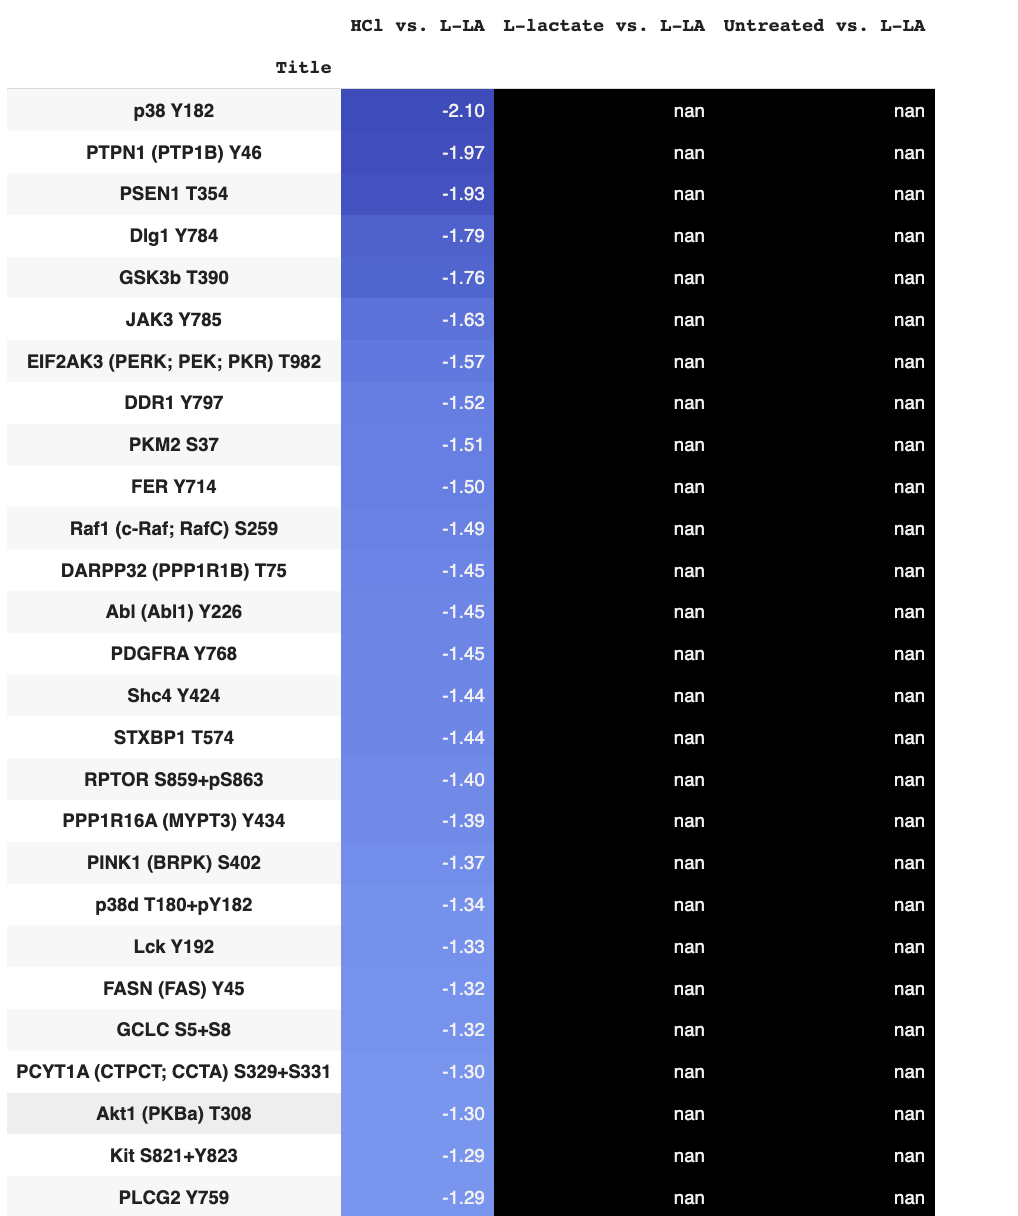 HCl vs. L-LA L-lactate vs. L-LA Untreated vs. L-LA
Title
p38 Y182 -2.10 nan nan
PTPN1 (PTP1B) Y46 -1.97 nan nan
PSEN1 T354 -1.93 nan nan
Dlg1 Y784 -1.79 nan nan
GSK3b T390 -1.76 nan nan
JAK3 Y785 -1.63 nan nan
EIF2AK3 (PERK; PEK; PKR) T982 -1.57 nan nan
DDR1 Y797 -1.52 nan nan
PKM2 S37 -1.51 nan nan
FER Y714 -1.50 nan nan
Raf1 (c-Raf; RafC) S259 -1.49 nan nan
DARPP32 (PPP1R1B) T75 -1.45 nan nan
Abl (Abl1) Y226 -1.45 nan nan
PDGFRA Y768 -1.45 nan nan
Shc4 Y424 -1.44 nan nan
STXBP1 T574 -1.44 nan nan
RPTOR S859+pS863 -1.40 nan nan
PPP1R16A (MYPT3) Y434 -1.39 nan nan
PINK1 (BRPK) S402 -1.37 nan nan
p38d T180+pY182 -1.34 nan nan
Lck Y192 -1.33 nan nan
FASN (FAS) Y45 -1.32 nan nan
GCLC S5+S8 -1.32 nan nan
PCYT1A (CTPCT; CCTA) S329+S331 -1.30 nan nan
Akt1 (PKBa) T308 -1.30 nan nan
Kit S821+Y823 -1.29 nan nan
PLCG2 Y759 -1.29 nan nan